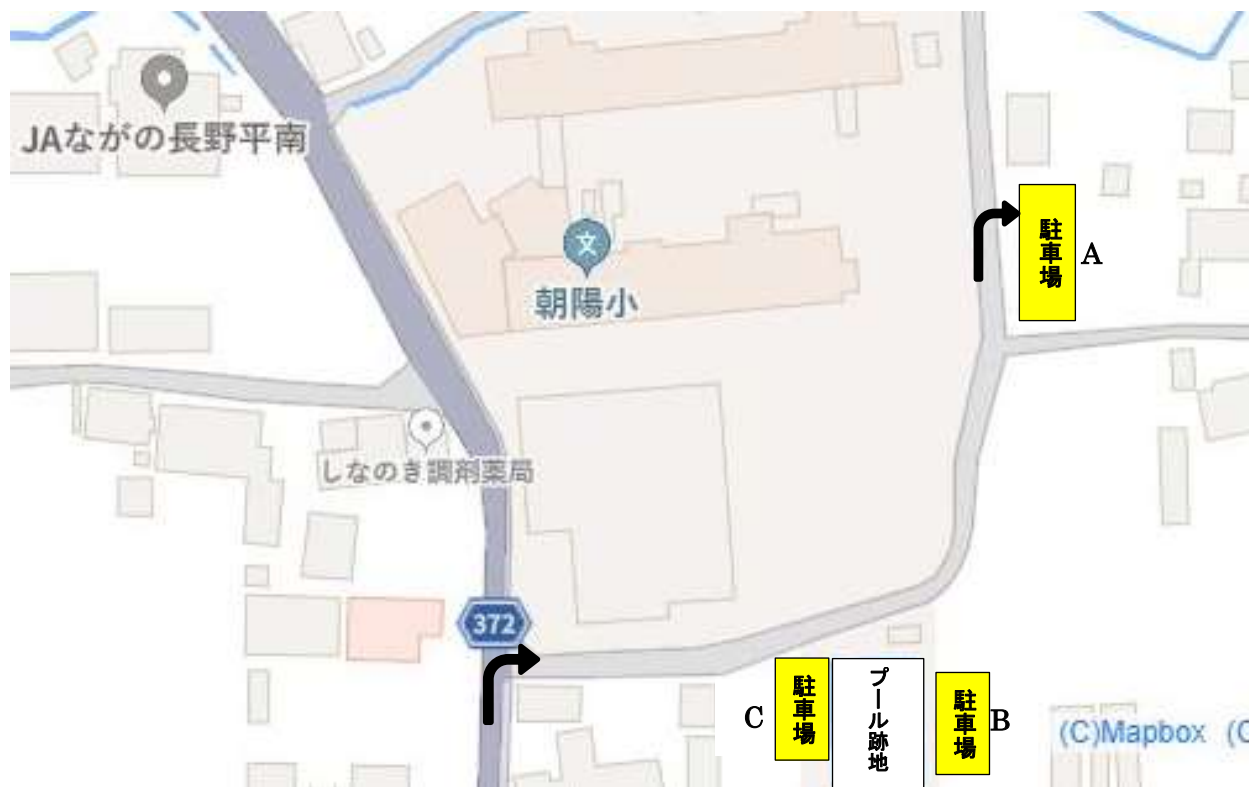 JAながの長野平南
朝陽小
文
駐車場
A
しなのき調剤薬局
372
駐車場
C
プール跡地
駐車場
B
(C)Mapbox (C